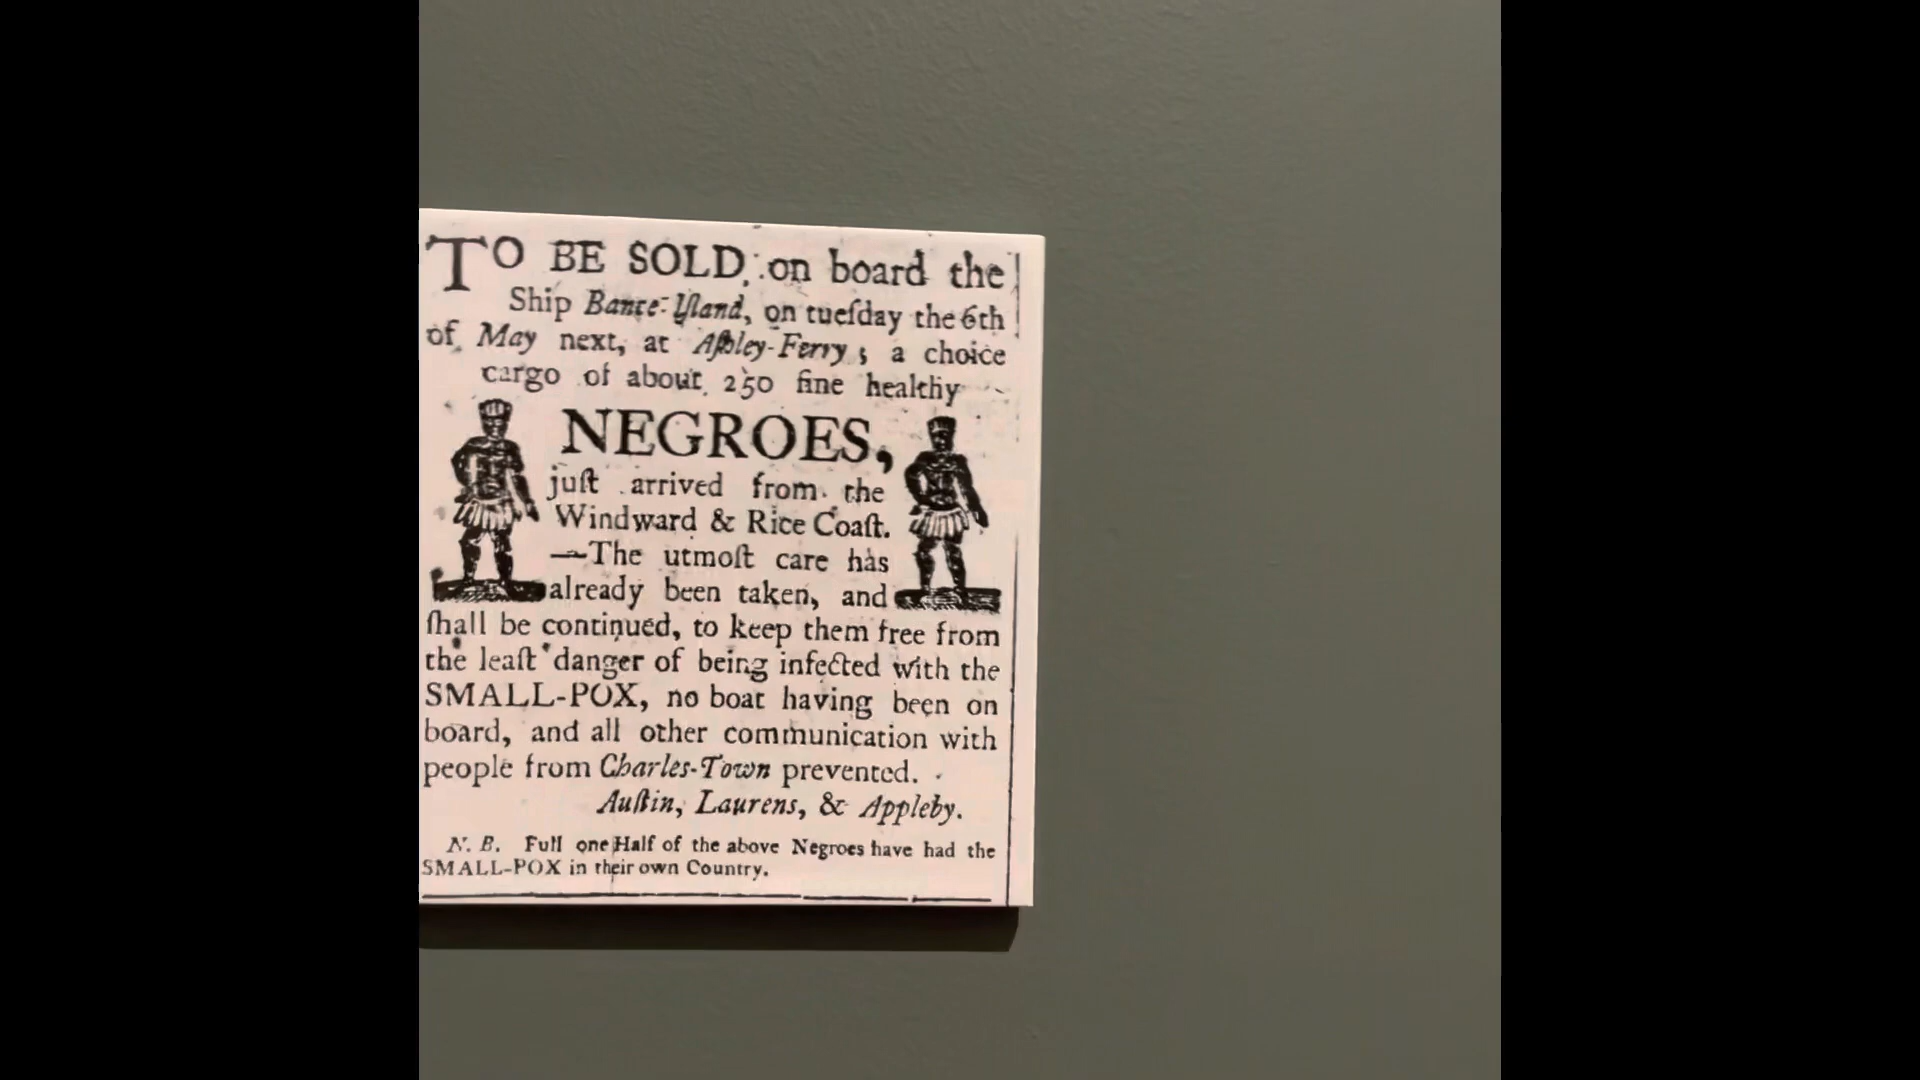 TO BE SOLD, on board the
Ship Bance-Yſland, on tueſday the 6th
of May next, at Aſhley-Ferry; a choice
cargo of about 250 fine healthy
NEGROES,
juſt arrived from the
Windward & Rice Coaſt.
—The utmoſt care has
already been taken, and
ſhall be continued, to keep them free from
the leaſt danger of being infected with the
SMALL-POX, no boat having been on
board, and all other communication with
people from Charles-Town prevented.
Auſtin, Laurens, & Appleby.
N. B. Full one Half of the above Negroes have had the
SMALL-POX in their own Country.